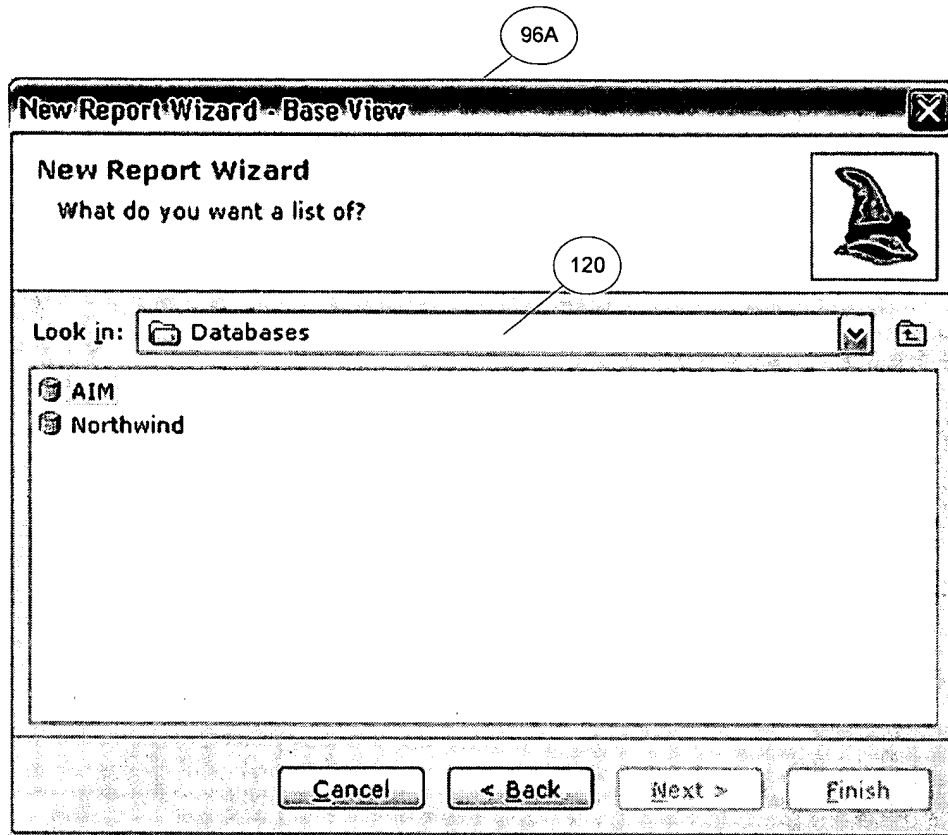 96A
New Report Wizard - Base View
New Report Wizard
What do you want a list of?
120
Look in: Databases
AIM
Northwind
Cancel < Back Next > Finish